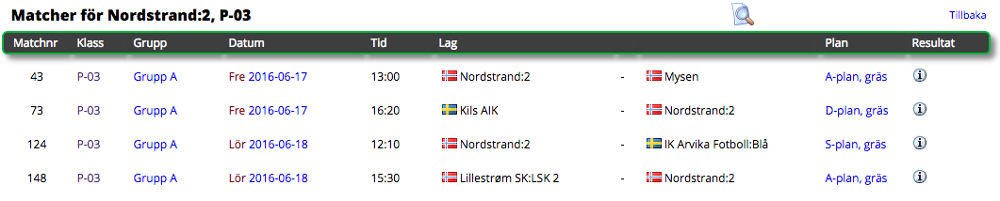 Matcher för Nordstrand:2, P-03 Tillbaka
Matchnr Klass Grupp Datum Tid Lag Plan Resultat
43 P-03 Grupp A Fre 2016-06-17 13:00 Nordstrand:2 - Mysen A-plan, gräs
73 P-03 Grupp A Fre 2016-06-17 16:20 Kils AIK - Nordstrand:2 D-plan, gräs
124 P-03 Grupp A Lör 2016-06-18 12:10 Nordstrand:2 - IK Arvika Fotboll:Blå S-plan, gräs
148 P-03 Grupp A Lör 2016-06-18 15:30 Lillestrøm SK:LSK 2 - Nordstrand:2 A-plan, gräs